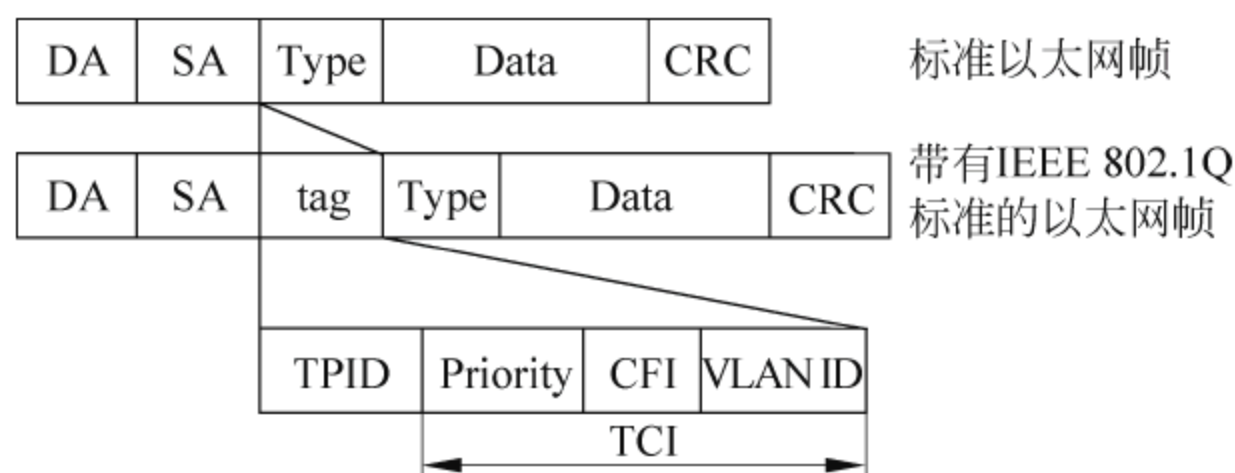 DA SA Type Data CRC 标准以太网帧
DA SA tag Type Data CRC 带有IEEE 802.1Q
标准的以太网帧
TPID Priority CFI VLAN ID
TCI